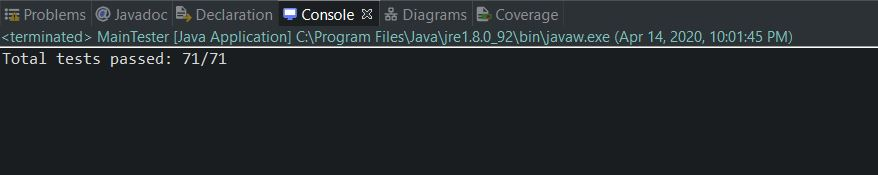 Problems @ Javadoc Declaration Console Diagrams Coverage
<terminated> MainTester [Java Application] C:\Program Files\Java\jre1.8.0_92\bin\javaw.exe (Apr 14, 2020, 10:01:45 PM)
Total tests passed: 71/71